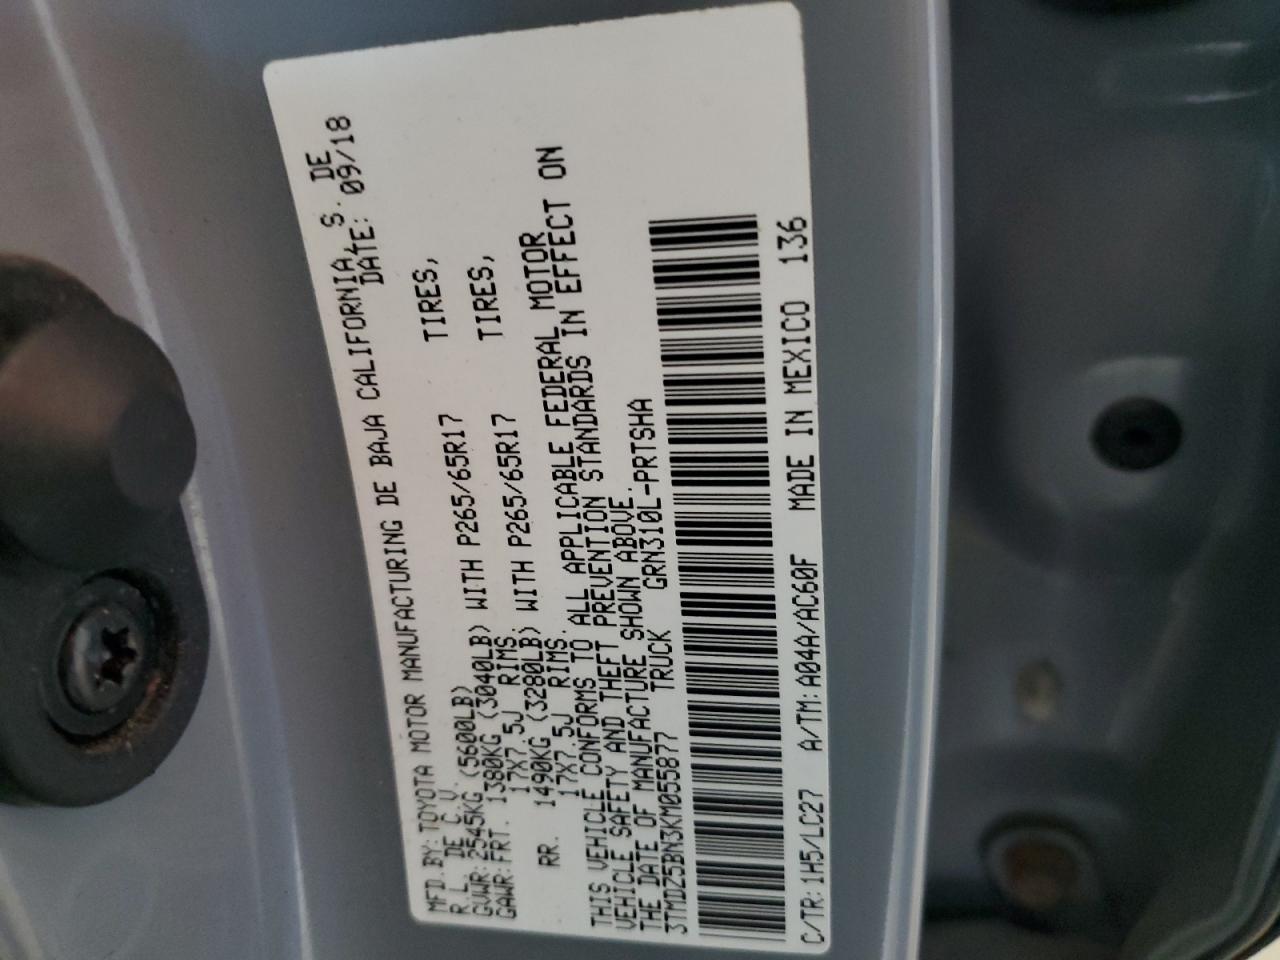 MFD.BY:TOYOTA MOTOR MANUFACTURING DE BAJA CALIFORNIA, S. DE
R.L. DE C.V. DATE: 09/18
GVWR:2545KG (5600LB)
GAWR:FRT. 1380KG (3040LB) WITH P265/65R17 TIRES,
17X7.5J RIMS.
RR. 1490KG (3280LB) WITH P265/65R17 TIRES,
17X7.5J RIMS.
THIS VEHICLE CONFORMS TO ALL APPLICABLE FEDERAL MOTOR
VEHICLE SAFETY AND THEFT PREVENTION STANDARDS IN EFFECT ON
THE DATE OF MANUFACTURE SHOWN ABOVE.
3TMDZ5BN3KM055877 TRUCK GRN310L-PRTSHA
C/TR:1H5/LC27 A/TM:A04A/AC60F MADE IN MEXICO 136